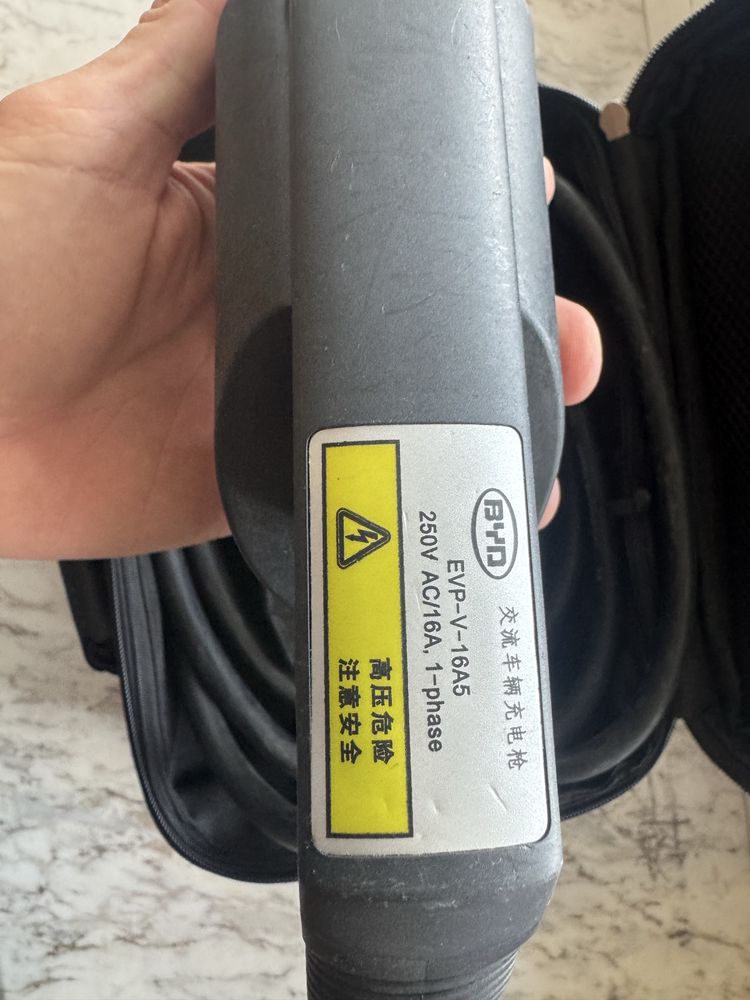 BYD 交流车辆充电枪
EVP-V-16A5
250V AC/16A, 1-phase
高压危险
注意安全